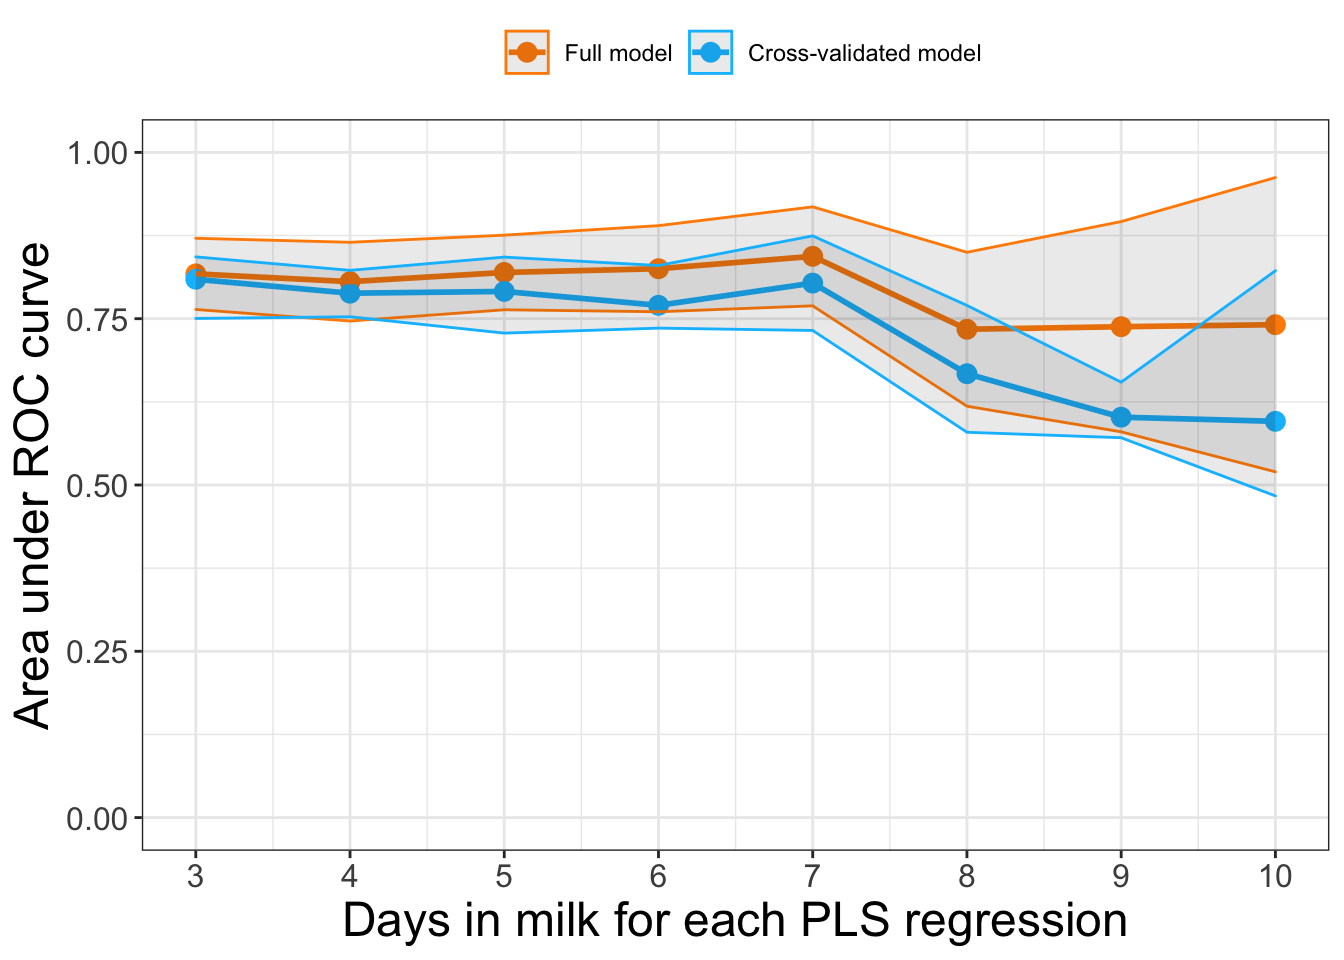 Full model Cross-validated model
Area under ROC curve
1.00
0.75
0.50
0.25
0.00
3 4 5 6 7 8 9 10
Days in milk for each PLS regression